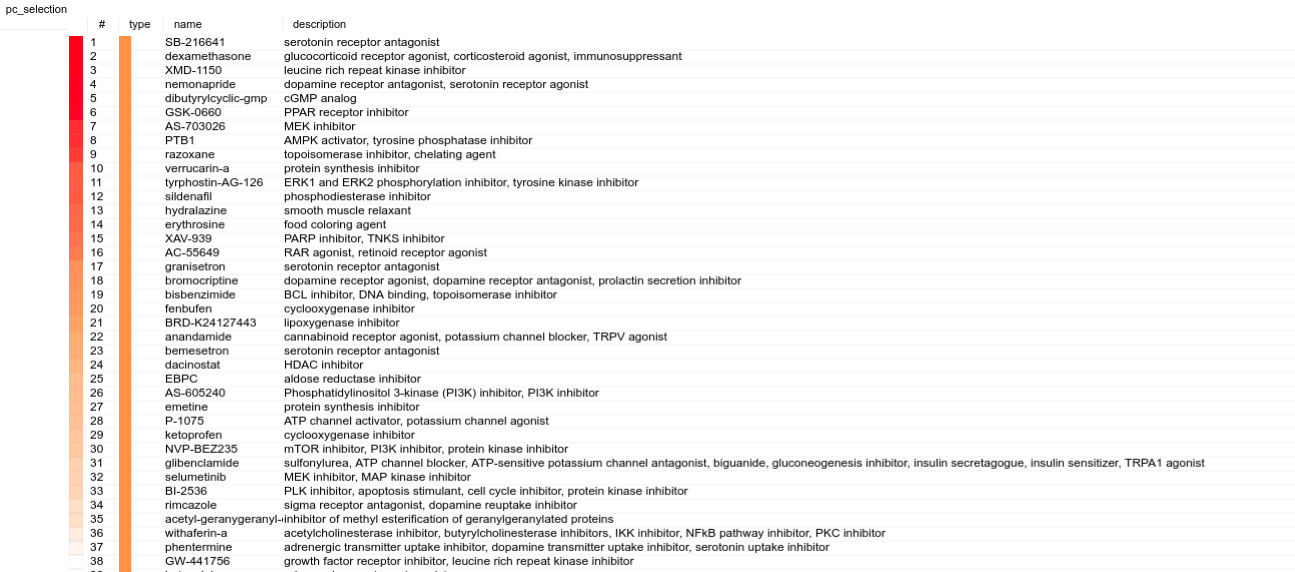 pc_selection
# type name description
1 SB-216641 serotonin receptor antagonist
2 dexamethasone glucocorticoid receptor agonist, corticosteroid agonist, immunosuppressant
3 XMD-1150 leucine rich repeat kinase inhibitor
4 nemonapride dopamine receptor antagonist, serotonin receptor agonist
5 dibutyrylcyclic-gmp cGMP analog
6 GSK-0660 PPAR receptor inhibitor
7 AS-703026 MEK inhibitor
8 PTB1 AMPK activator, tyrosine phosphatase inhibitor
9 razoxane topoisomerase inhibitor, chelating agent
10 verrucarin-a protein synthesis inhibitor
11 tyrphostin-AG-126 ERK1 and ERK2 phosphorylation inhibitor, tyrosine kinase inhibitor
12 sildenafil phosphodiesterase inhibitor
13 hydralazine smooth muscle relaxant
14 erythrosine food coloring agent
15 XAV-939 PARP inhibitor, TNKS inhibitor
16 AC-55649 RAR agonist, retinoid receptor agonist
17 granisetron serotonin receptor antagonist
18 bromocriptine dopamine receptor agonist, dopamine receptor antagonist, prolactin secretion inhibitor
19 bisbenzimide BCL inhibitor, DNA binding, topoisomerase inhibitor
20 fenbufen cyclooxygenase inhibitor
21 BRD-K24127443 lipoxygenase inhibitor
22 anandamide cannabinoid receptor agonist, potassium channel blocker, TRPV agonist
23 bemesetron serotonin receptor antagonist
24 dacinostat HDAC inhibitor
25 EBPC aldose reductase inhibitor
26 AS-605240 Phosphatidylinositol 3-kinase (PI3K) inhibitor, PI3K inhibitor
27 emetine protein synthesis inhibitor
28 P-1075 ATP channel activator, potassium channel agonist
29 ketoprofen cyclooxygenase inhibitor
30 NVP-BEZ235 mTOR inhibitor, PI3K inhibitor, protein kinase inhibitor
31 glibenclamide sulfonylurea, ATP channel blocker, ATP-sensitive potassium channel antagonist, biguanide, gluconeogenesis inhibitor, insulin secretagogue, insulin sensitizer, TRPA1 agonist
32 selumetinib MEK inhibitor, MAP kinase inhibitor
33 BI-2536 PLK inhibitor, apoptosis stimulant, cell cycle inhibitor, protein kinase inhibitor
34 rimcazole sigma receptor antagonist, dopamine reuptake inhibitor
35 acetyl-geranygeranyl- inhibitor of methyl esterification of geranylgeranylated proteins
36 withaferin-a acetylcholinesterase inhibitor, butyrylcholinesterase inhibitors, IKK inhibitor, NFkB pathway inhibitor, PKC inhibitor
37 phentermine adrenergic transmitter uptake inhibitor, dopamine transmitter uptake inhibitor, serotonin uptake inhibitor
38 GW-441756 growth factor receptor inhibitor, leucine rich repeat kinase inhibitor